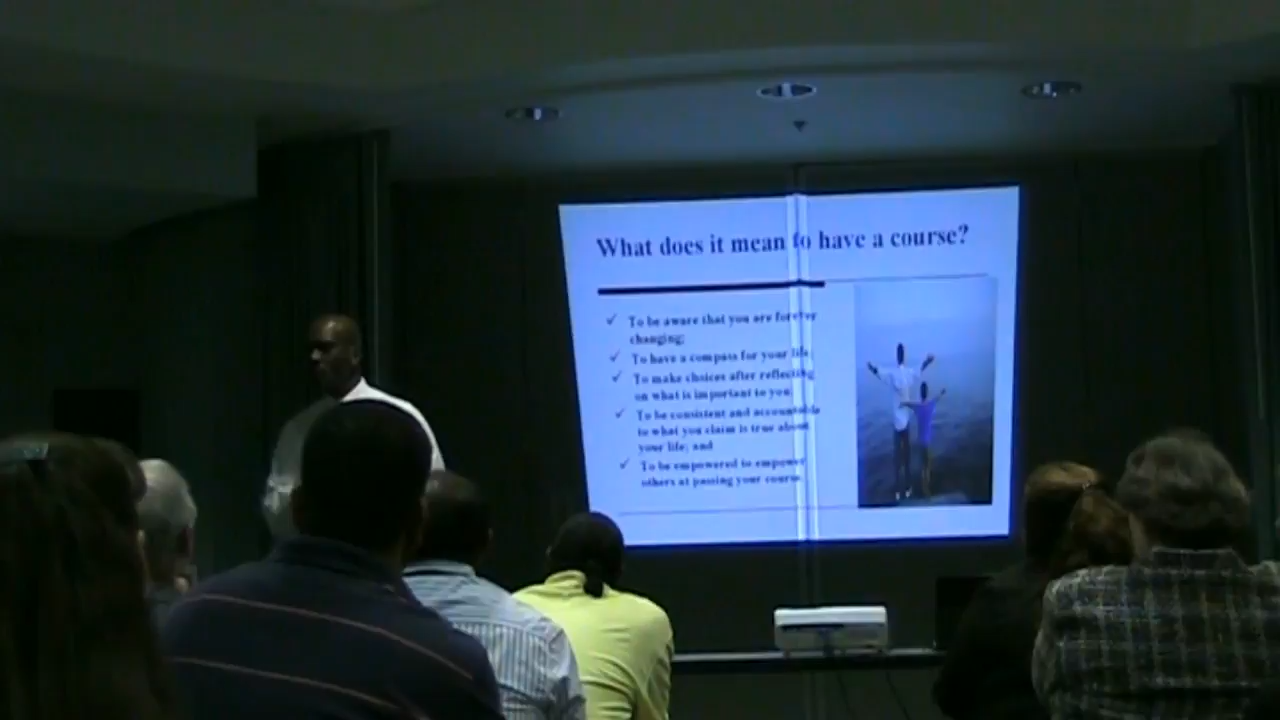 What does it mean to have a course?
✓ To be aware that you are forever
changing;
✓ To have a compass for your life;
✓ To make choices after reflecting
on what is important to you;
✓ To be consistent and accountable
to what you claim is true about
your life; and
✓ To be empowered to empower
others at passing your course.